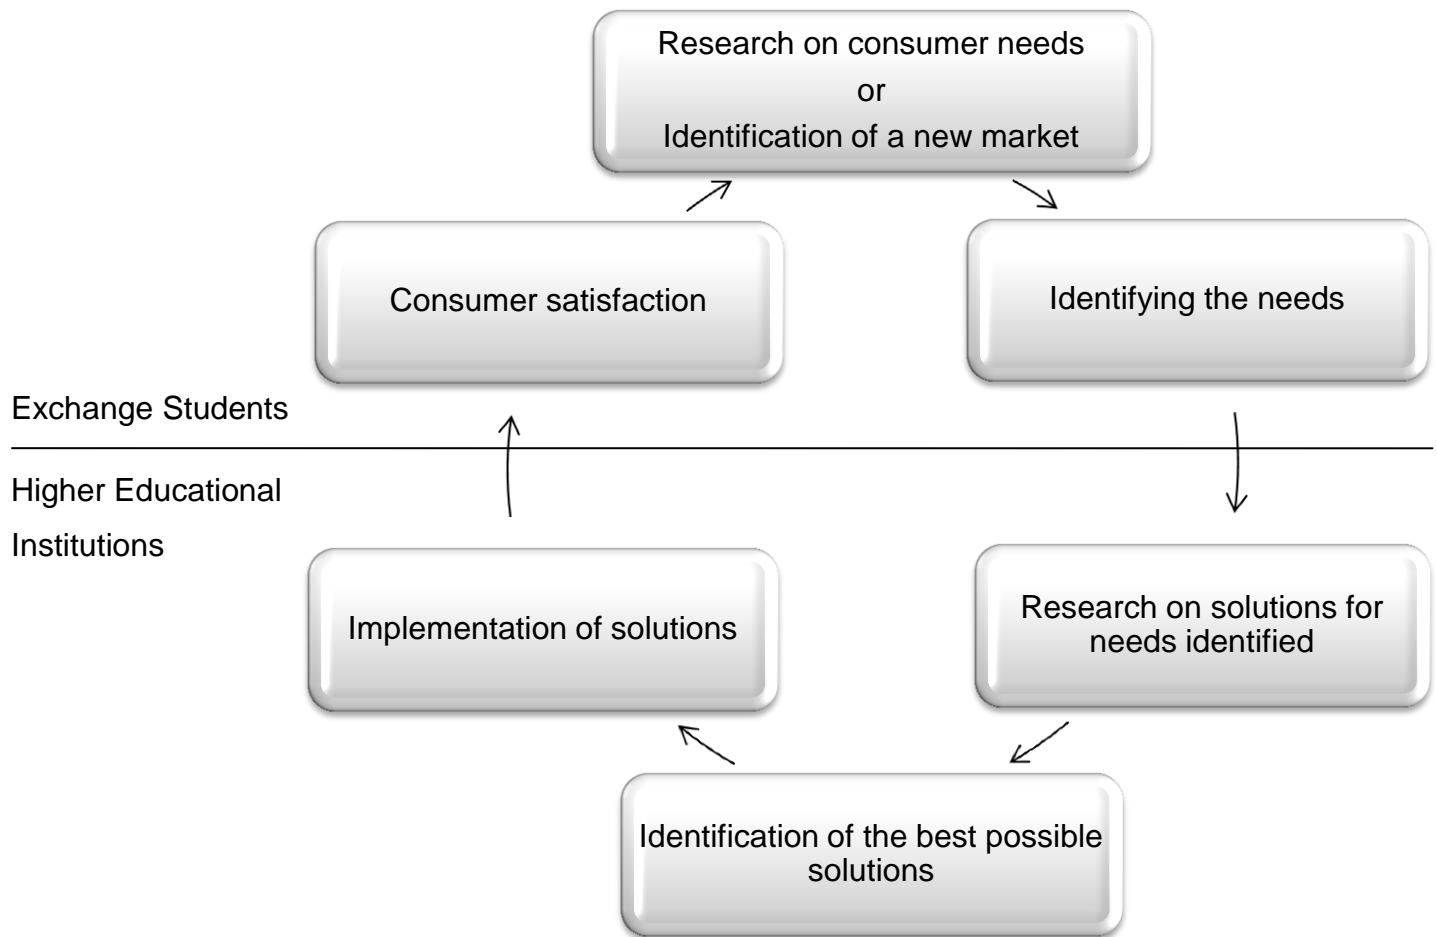 Research on consumer needs
or
Identification of a new market
Consumer satisfaction
Identifying the needs
Exchange Students
Higher Educational
Institutions
Implementation of solutions
Research on solutions for
needs identified
Identification of the best possible
solutions